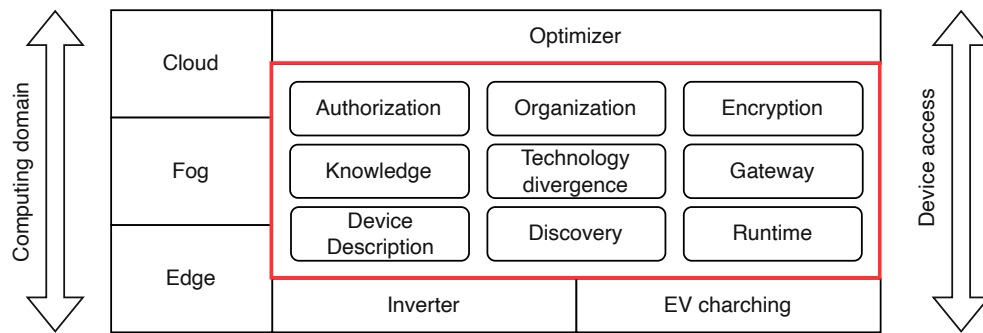 Computing domain
Cloud
Fog
Edge
Optimizer
Authorization
Organization
Encryption
Knowledge
Technology
divergence
Gateway
Device
Description
Discovery
Runtime
Inverter
EV charching
Device access